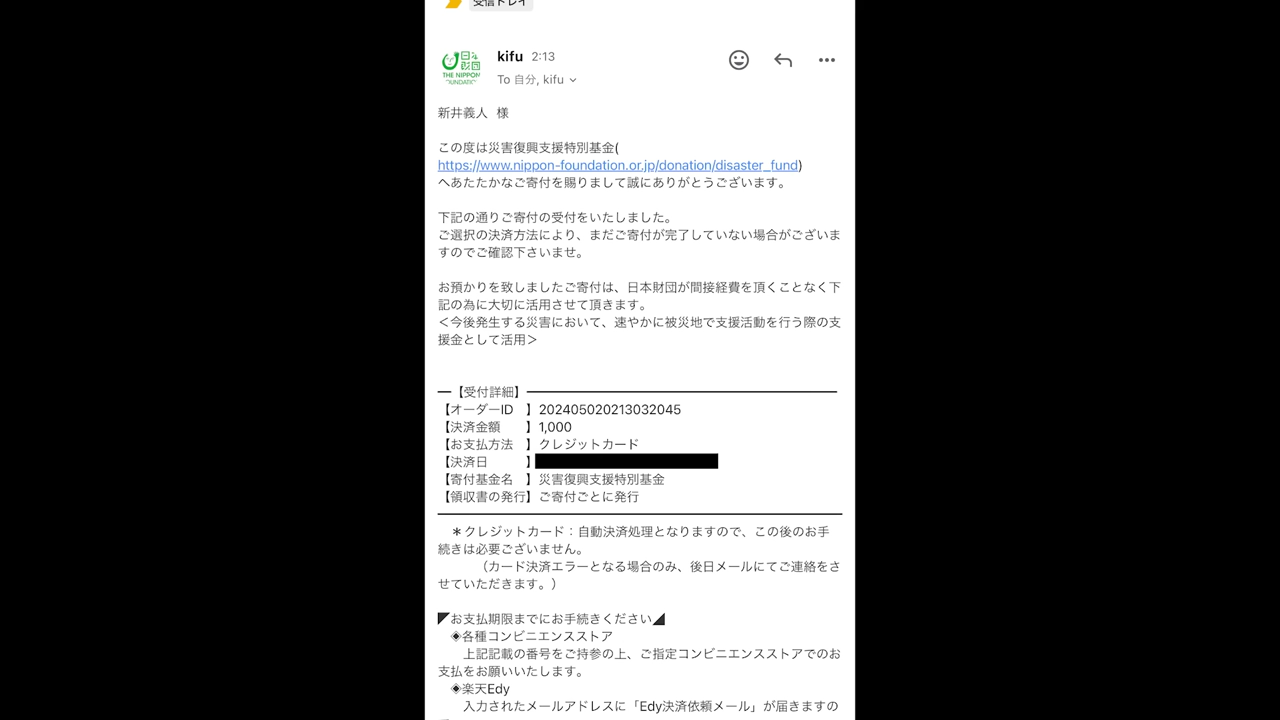 受信トレイ
kifu 2:13
日本
財団
THE NIPPON
FOUNDATION
To 自分, kifu
新井義人 様
この度は災害復興支援特別基金(
https://www.nippon-foundation.or.jp/donation/disaster_fund)
へあたたかなご寄付を賜りまして誠にありがとうございます。
下記の通りご寄付の受付をいたしました。
ご選択の決済方法により、まだご寄付が完了していない場合がございま
すのでご確認下さいませ。
お預かりを致しましたご寄付は、日本財団が間接経費を頂くことなく下
記の為に大切に活用させて頂きます。
＜今後発生する災害において、速やかに被災地で支援活動を行う際の支
援金として活用＞
━【受付詳細】━━━━━━━━━━━━━━━━━━━━━━━━━
【オーダーID 】202405020213032045
【決済金額 】1,000
【お支払方法 】クレジットカード
【決済日 】
【寄付基金名 】災害復興支援特別基金
【領収書の発行】ご寄付ごとに発行
＊クレジットカード：自動決済処理となりますので、この後のお手
続きは必要ございません。
（カード決済エラーとなる場合のみ、後日メールにてご連絡をさ
せていただきます。）
◤お支払期限までにお手続きください◢
◈各種コンビニエンスストア
上記記載の番号をご持参の上、ご指定コンビニエンスストアでのお
支払をお願いいたします。
◈楽天Edy
入力されたメールアドレスに「Edy決済依頼メール」が届きますの